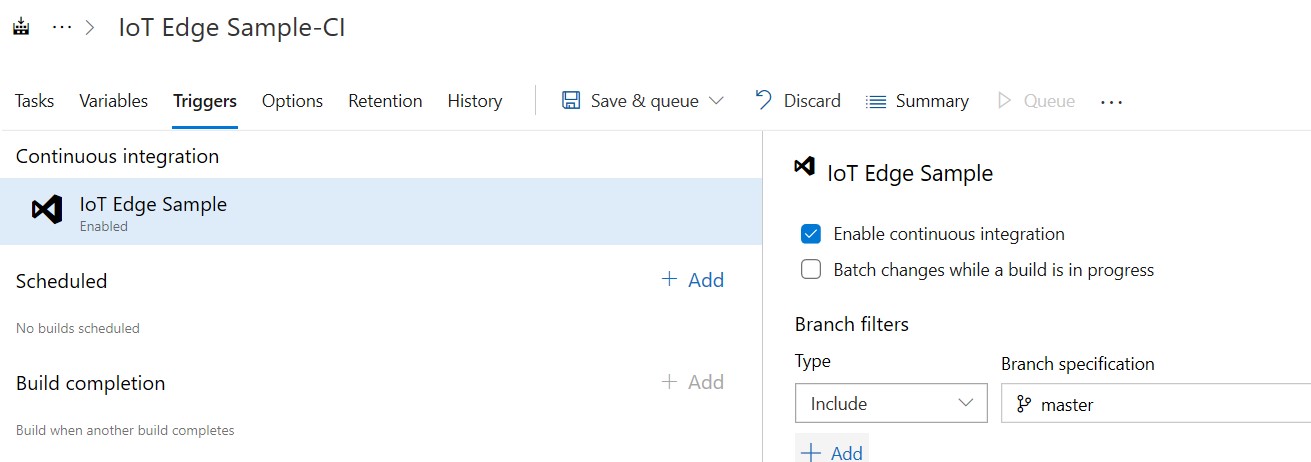 ··· > IoT Edge Sample-CI
Tasks Variables Triggers Options Retention History Save & queue Discard Summary Queue ···
Continuous integration
IoT Edge Sample
Enabled
Scheduled + Add
No builds scheduled
Build completion + Add
Build when another build completes
IoT Edge Sample
Enable continuous integration
Batch changes while a build is in progress
Branch filters
Type Branch specification
Include master
+ Add